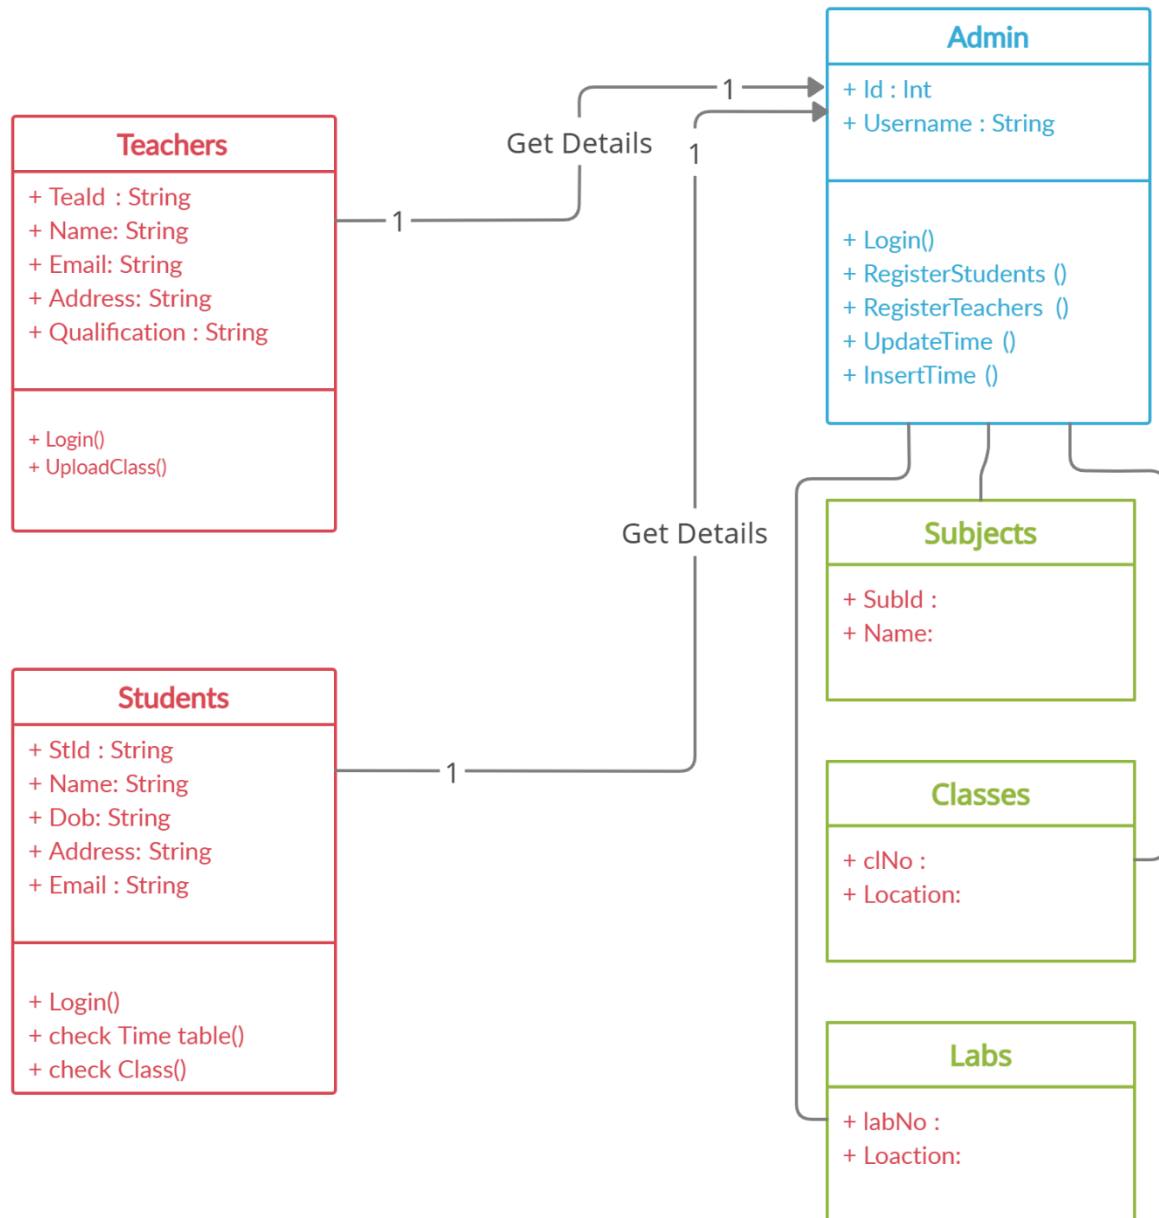 Teachers
+ TeaId : String
+ Name: String
+ Email: String
+ Address: String
+ Qualification : String
+ Login()
+ UploadClass()
1
Get Details
1
Students
+ StId : String
+ Name: String
+ Dob: String
+ Address: String
+ Email : String
+ Login()
+ check Time table()
+ check Class()
1
Get Details
1
Admin
+ Id : Int
+ Username : String
+ Login()
+ RegisterStudents ()
+ RegisterTeachers ()
+ UpdateTime ()
+ InsertTime ()
Subjects
+ SubId :
+ Name:
Classes
+ clNo :
+ Location:
Labs
+ labNo :
+ Loaction: